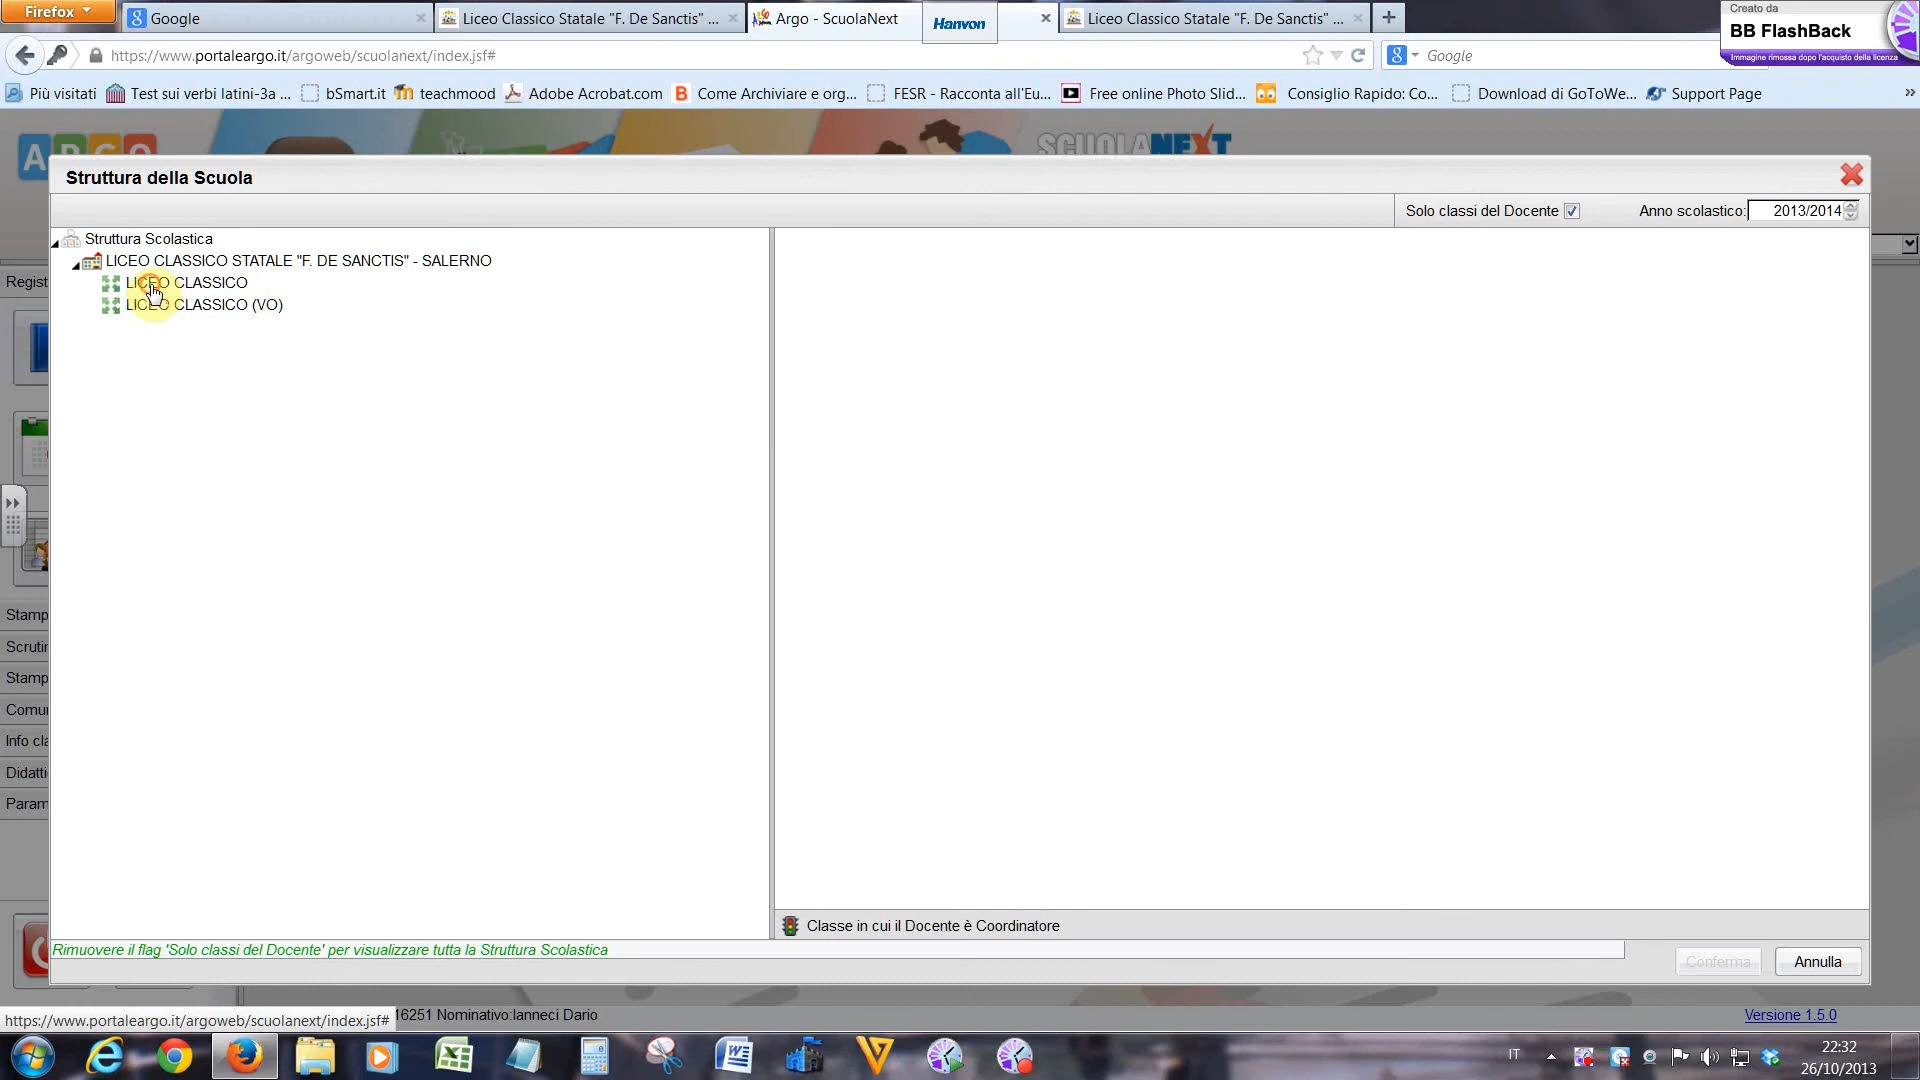 Firefox
Google
Liceo Classico Statale "F. De Sanctis" ...
Argo - ScuolaNext
Hanvon
Liceo Classico Statale "F. De Sanctis" ...
Creato da
BB FlashBack
Immagine rimossa dopo l'acquisto della licenza
https://www.portaleargo.it/argoweb/scuolanext/index.jsf#
Google
Più visitati
Test sui verbi latini-3a ...
bSmart.it
teachmood
Adobe Acrobat.com
Come Archiviare e org...
FESR - Racconta all'Eu...
Free online Photo Slid...
Consiglio Rapido: Co...
Download di GoToWe...
Support Page
ARGO
SCUOLANEXT
Struttura della Scuola
Solo classi del Docente
Anno scolastico:
2013/2014
Struttura Scolastica
LICEO CLASSICO STATALE "F. DE SANCTIS" - SALERNO
LICEO CLASSICO
LICEO CLASSICO (VO)
Regist
Stamp
Scrutin
Stamp
Comu
Info cla
Didatti
Param
Classe in cui il Docente è Coordinatore
Rimuovere il flag 'Solo classi del Docente' per visualizzare tutta la Struttura Scolastica
Conferma
Annulla
https://www.portaleargo.it/argoweb/scuolanext/index.jsf#
16251 Nominativo:Ianneci Dario
Versione 1.5.0
IT
22:32
26/10/2013